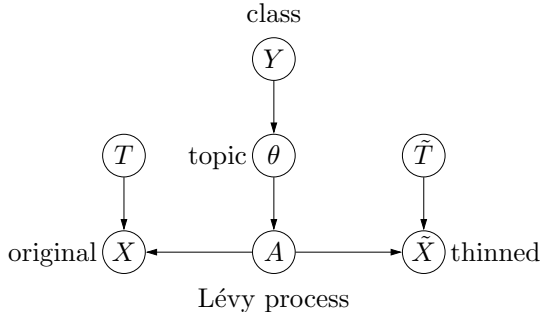 class
Y
T
topic θ
T̃
original X
A
X̃ thinned
Lévy process